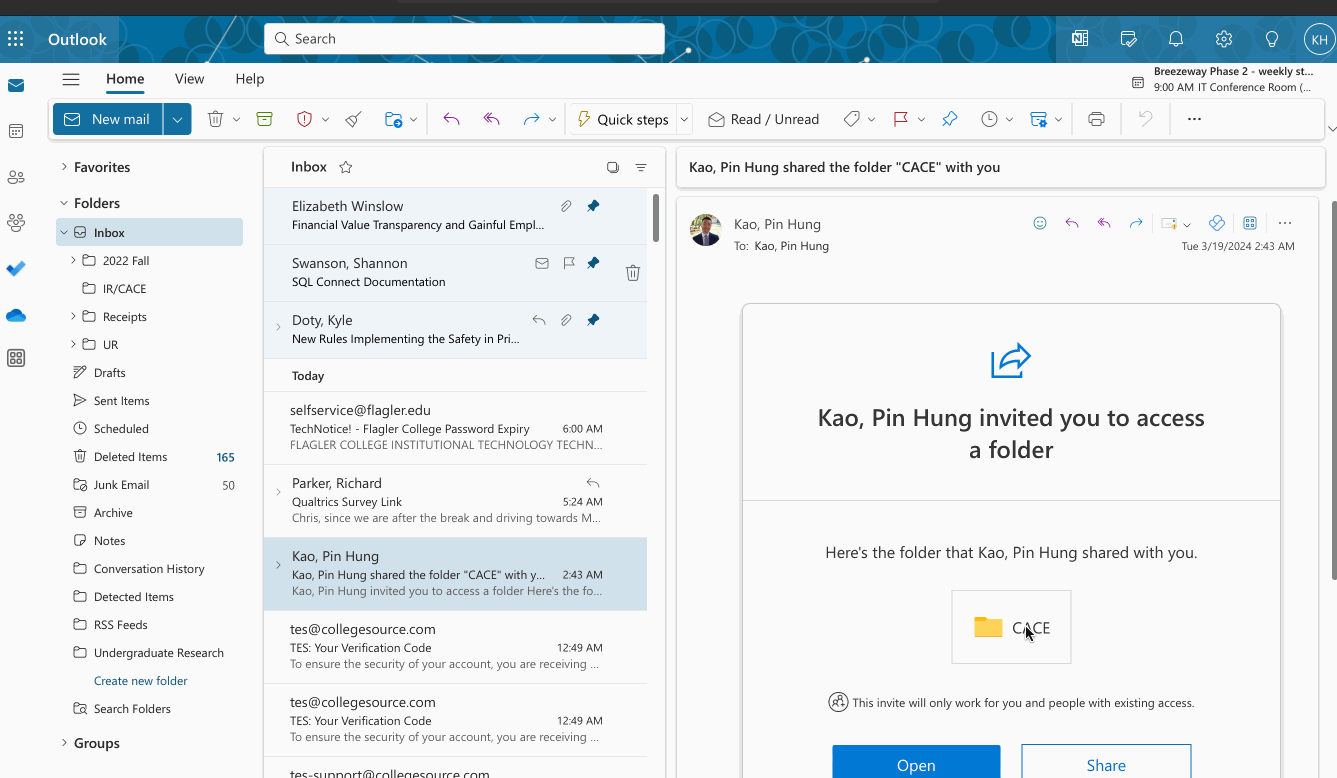 Outlook
Search
KH
Home
View
Help
Breezeway Phase 2 - weekly st...
9:00 AM IT Conference Room (...
New mail
Quick steps
Read / Unread
Favorites
Folders
Inbox
2022 Fall
IR/CACE
Receipts
UR
Drafts
Sent Items
Scheduled
Deleted Items 165
Junk Email 50
Archive
Notes
Conversation History
Detected Items
RSS Feeds
Undergraduate Research
Create new folder
Search Folders
Groups
Inbox
Elizabeth Winslow
Financial Value Transparency and Gainful Empl...
Swanson, Shannon
SQL Connect Documentation
Doty, Kyle
New Rules Implementing the Safety in Pri...
Today
selfservice@flagler.edu
TechNotice! - Flagler College Password Expiry 6:00 AM
FLAGLER COLLEGE INSTITUTIONAL TECHNOLOGY TECHN...
Parker, Richard
Qualtrics Survey Link 5:24 AM
Chris, since we are after the break and driving towards M...
Kao, Pin Hung
Kao, Pin Hung shared the folder "CACE" with y... 2:43 AM
Kao, Pin Hung invited you to access a folder Here's the fo...
tes@collegesource.com
TES: Your Verification Code 12:49 AM
To ensure the security of your account, you are receiving ...
tes@collegesource.com
TES: Your Verification Code 12:49 AM
To ensure the security of your account, you are receiving ...
tes-support@collegesource.com
Kao, Pin Hung shared the folder "CACE" with you
Kao, Pin Hung
To: Kao, Pin Hung
Tue 3/19/2024 2:43 AM
Kao, Pin Hung invited you to access
a folder
Here's the folder that Kao, Pin Hung shared with you.
CACE
This invite will only work for you and people with existing access.
Open
Share